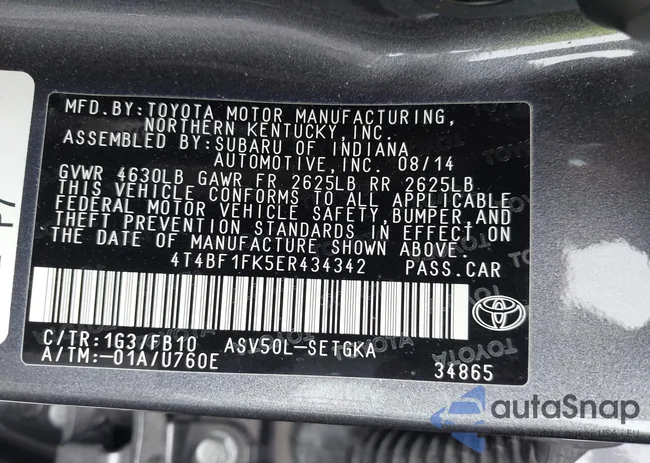 MFD. BY: TOYOTA MOTOR MANUFACTURING,
NORTHERN KENTUCKY, INC.
ASSEMBLED BY: SUBARU OF INDIANA
AUTOMOTIVE, INC. 08/14
GVWR 4630LB GAWR FR 2625LB RR 2625LB
THIS VEHICLE CONFORMS TO ALL APPLICABLE
FEDERAL MOTOR VEHICLE SAFETY, BUMPER, AND
THEFT PREVENTION STANDARDS IN EFFECT ON
THE DATE OF MANUFACTURE SHOWN ABOVE.
4T4BF1FK5ER434342 PASS. CAR
C/TR: 1G3/FB10 ASV50L-SETGKA
A/TM: -01A/U760E
34865
autoSnap